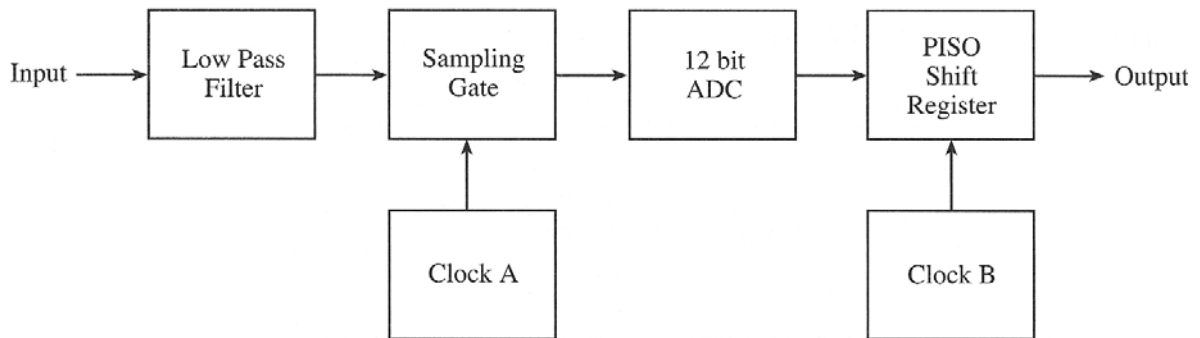 Input
Low Pass
Filter
Sampling
Gate
12 bit
ADC
PISO
Shift
Register
Output
Clock A
Clock B